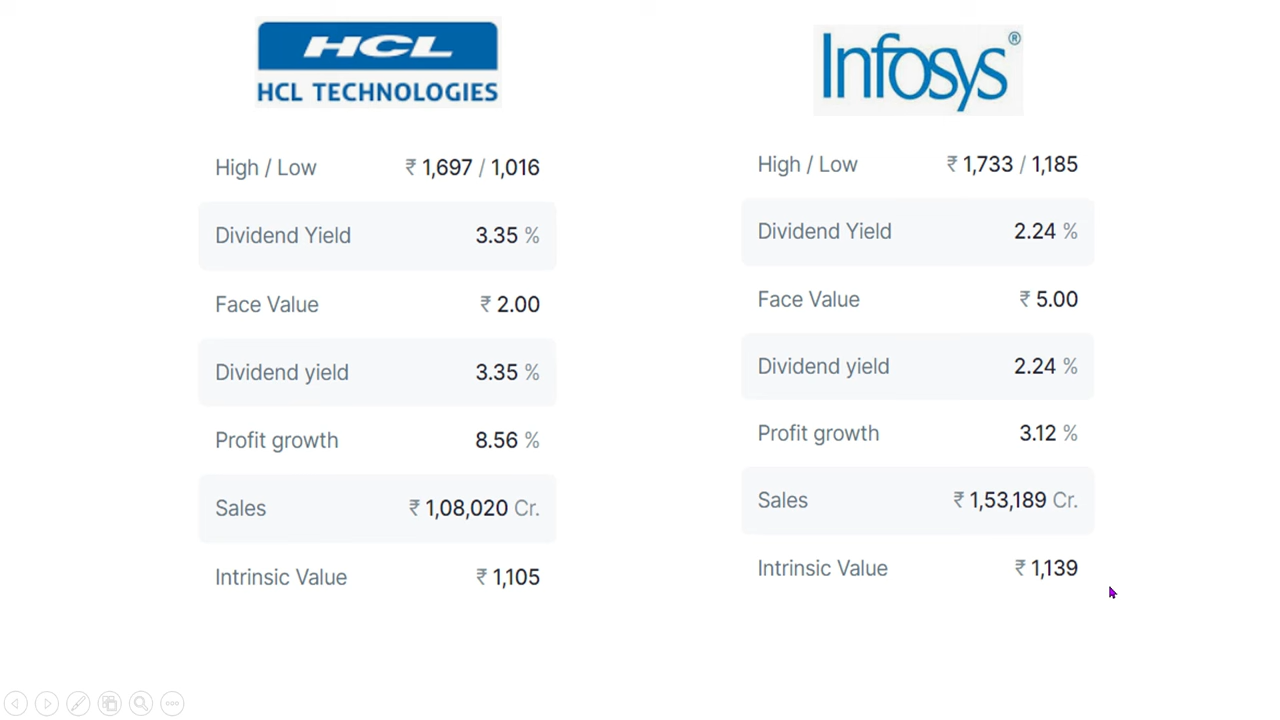 HCL
HCL TECHNOLOGIES
High / Low ₹ 1,697 / 1,016
Dividend Yield 3.35 %
Face Value ₹ 2.00
Dividend yield 3.35 %
Profit growth 8.56 %
Sales ₹ 1,08,020 Cr.
Intrinsic Value ₹ 1,105
Infosys®
High / Low ₹ 1,733 / 1,185
Dividend Yield 2.24 %
Face Value ₹ 5.00
Dividend yield 2.24 %
Profit growth 3.12 %
Sales ₹ 1,53,189 Cr.
Intrinsic Value ₹ 1,139